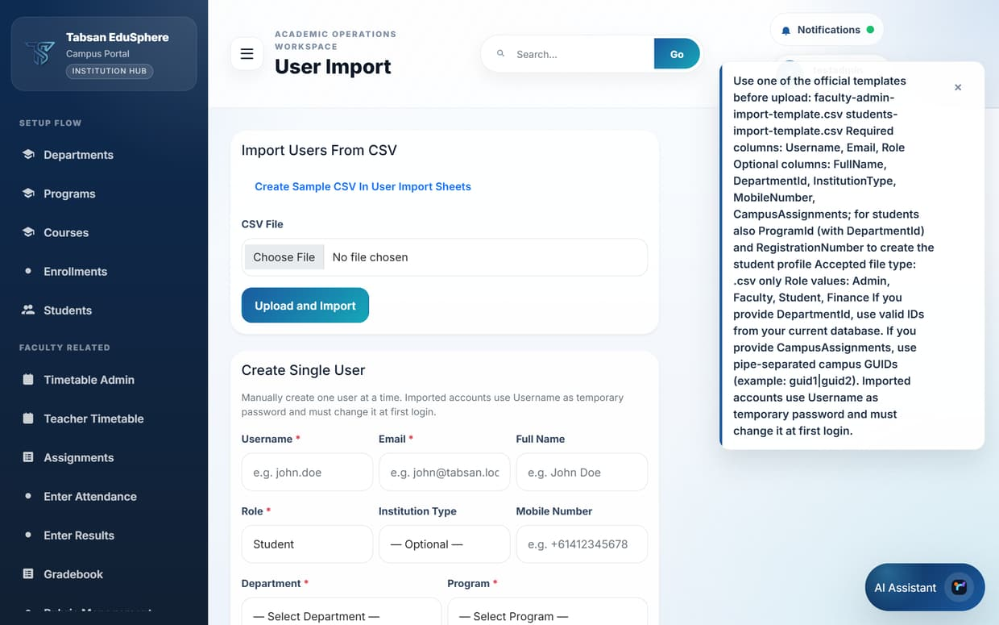 Tabsan EduSphere
Campus Portal
INSTITUTION HUB
SETUP FLOW
Departments
Programs
Courses
Enrollments
Students
FACULTY RELATED
Timetable Admin
Teacher Timetable
Assignments
Enter Attendance
Enter Results
Gradebook
ACADEMIC OPERATIONS
WORKSPACE
User Import
Search...
Go
Notifications
Use one of the official templates
before upload: faculty-admin-
import-template.csv students-
import-template.csv Required
columns: Username, Email, Role
Optional columns: FullName,
DepartmentId, InstitutionType,
MobileNumber,
CampusAssignments; for students
also ProgramId (with DepartmentId)
and RegistrationNumber to create the
student profile Accepted file type:
.csv only Role values: Admin,
Faculty, Student, Finance If you
provide DepartmentId, use valid IDs
from your current database. If you
provide CampusAssignments, use
pipe-separated campus GUIDs
(example: guid1|guid2). Imported
accounts use Username as
temporary password and must
change it at first login.
×
Import Users From CSV
Create Sample CSV In User Import Sheets
CSV File
Choose File No file chosen
Upload and Import
Create Single User
Manually create one user at a time. Imported accounts use Username as temporary
password and must change it at first login.
Username * Email * Full Name
e.g. john.doe e.g. john@tabsan.loc e.g. John Doe
Role * Institution Type Mobile Number
Student — Optional — e.g. +61412345678
Department * Program *
— Select Department — — Select Program —
AI Assistant